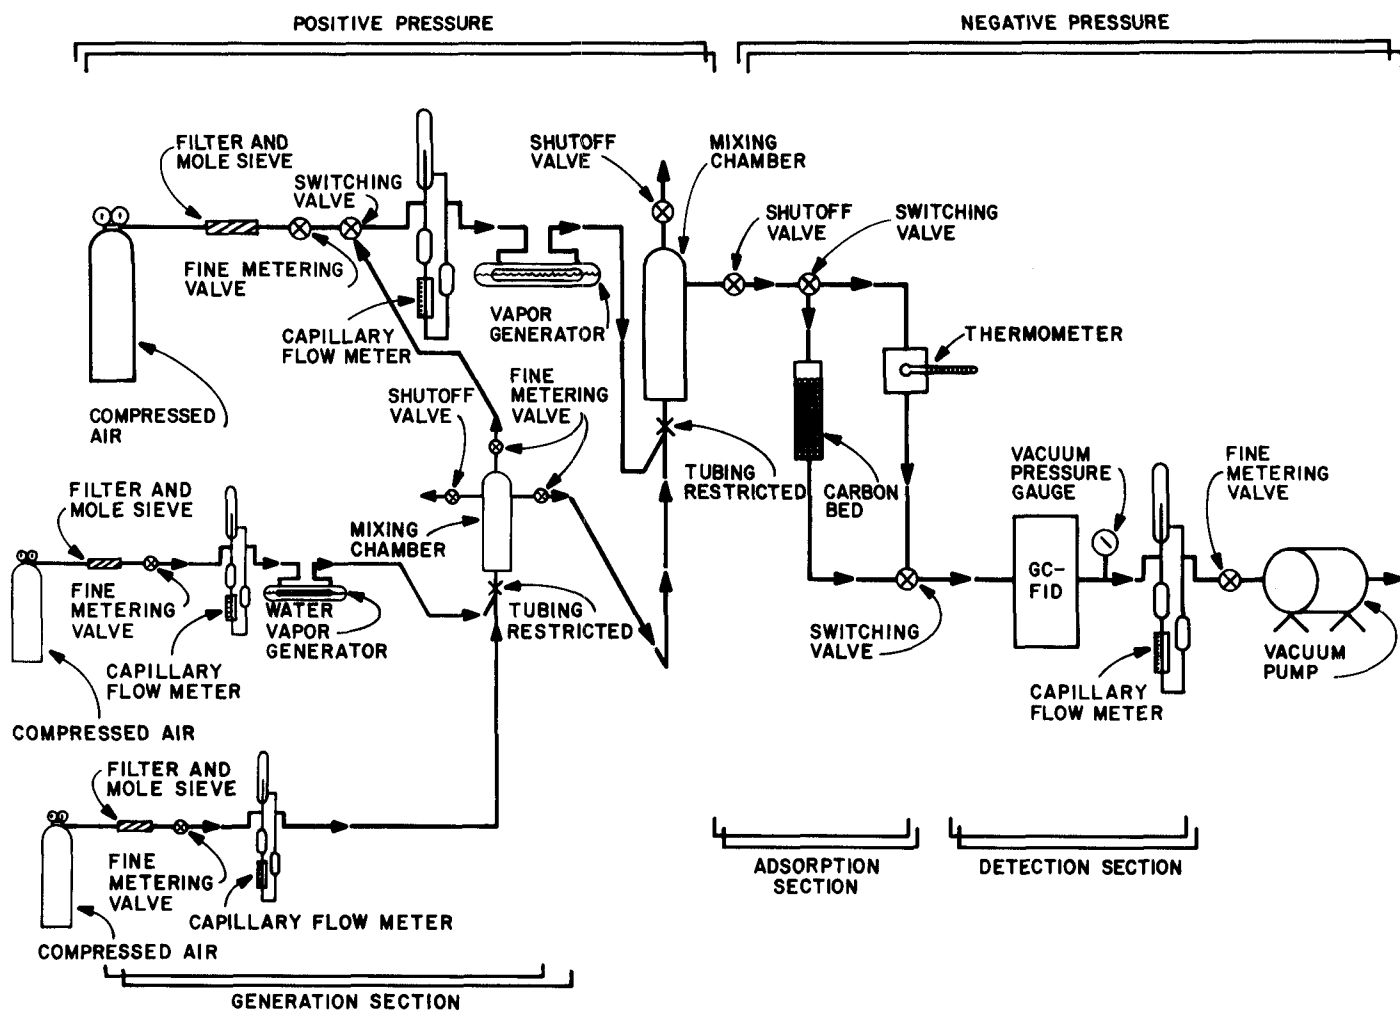 POSITIVE PRESSURE
NEGATIVE PRESSURE
FILTER AND
MOLE SIEVE
SWITCHING
VALVE
FINE METERING
VALVE
CAPILLARY
FLOW METER
VAPOR
GENERATOR
SHUTOFF
VALVE
MIXING
CHAMBER
SHUTOFF
VALVE
SWITCHING
VALVE
THERMOMETER
COMPRESSED
AIR
SHUTOFF
VALVE
FINE
METERING
VALVE
TUBING
RESTRICTED
CARBON
BED
VACUUM
PRESSURE
GAUGE
FINE
METERING
VALVE
FILTER AND
MOLE SIEVE
MIXING
CHAMBER
FINE
METERING
VALVE
WATER
VAPOR
GENERATOR
TUBING
RESTRICTED
CAPILLARY
FLOW METER
COMPRESSED AIR
GC-
FID
SWITCHING
VALVE
CAPILLARY
FLOW METER
VACUUM
PUMP
FILTER AND
MOLE SIEVE
FINE
METERING
VALVE
CAPILLARY FLOW METER
COMPRESSED AIR
ADSORPTION
SECTION
DETECTION SECTION
GENERATION SECTION